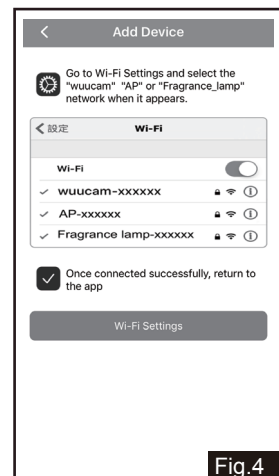 Add Device
Go to Wi-Fi Settings and select the
"wuucam" "AP" or "Fragrance_lamp"
network when it appears.
設定 Wi-Fi
Wi-Fi
wuucam-xxxxxx
AP-xxxxxx
Fragrance lamp-xxxxxx
Once connected successfully, return to
the app
Wi-Fi Settings
Fig.4